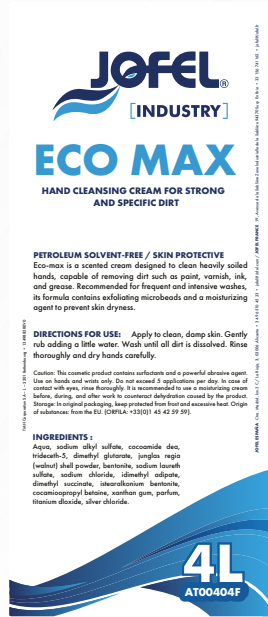 JOFEL®
[INDUSTRY]
ECO MAX
HAND CLEANSING CREAM FOR STRONG
AND SPECIFIC DIRT
PETROLEUM SOLVENT-FREE / SKIN PROTECTIVE
Eco-max is a scented cream designed to clean heavily soiled
hands, capable of removing dirt such as paint, varnish, ink,
and grease. Recommended for frequent and intensive washes,
its formula contains exfoliating microbeads and a moisturizing
agent to prevent skin dryness.
DIRECTIONS FOR USE: Apply to clean, damp skin. Gently
rub adding a little water. Wash until all dirt is dissolved. Rinse
thoroughly and dry hands carefully.
Caution: This cosmetic product contains surfactants and a powerful abrasive agent.
Use on hands and wrists only. Do not exceed 5 applications per day. In case of
contact with eyes, rinse thoroughly. It is recommended to use a moisturizing cream
before, during, and after work to counteract dehydration caused by the product.
Storage: In original packaging, keep protected from frost and excessive heat. Origin
of substances: from the EU. (ORFILA: +33(0)1 45 42 59 59).
INGREDIENTS :
Aqua, sodium alkyl sulfate, cocoamide dea,
trideceth-5, dimethyl glutarate, junglas regia
(walnut) shell powder, bentonite, sodium laureth
sulfate, sodium chloride, idimethyl adipate,
dimethyl succinate, istearalkonium bentonite,
cocamiopropyl betaine, xanthan gum, parfum,
titanium dioxide, silver chloride.
4L
AT00404F
JOFEL ESPAÑA
JOFEL FRANCE